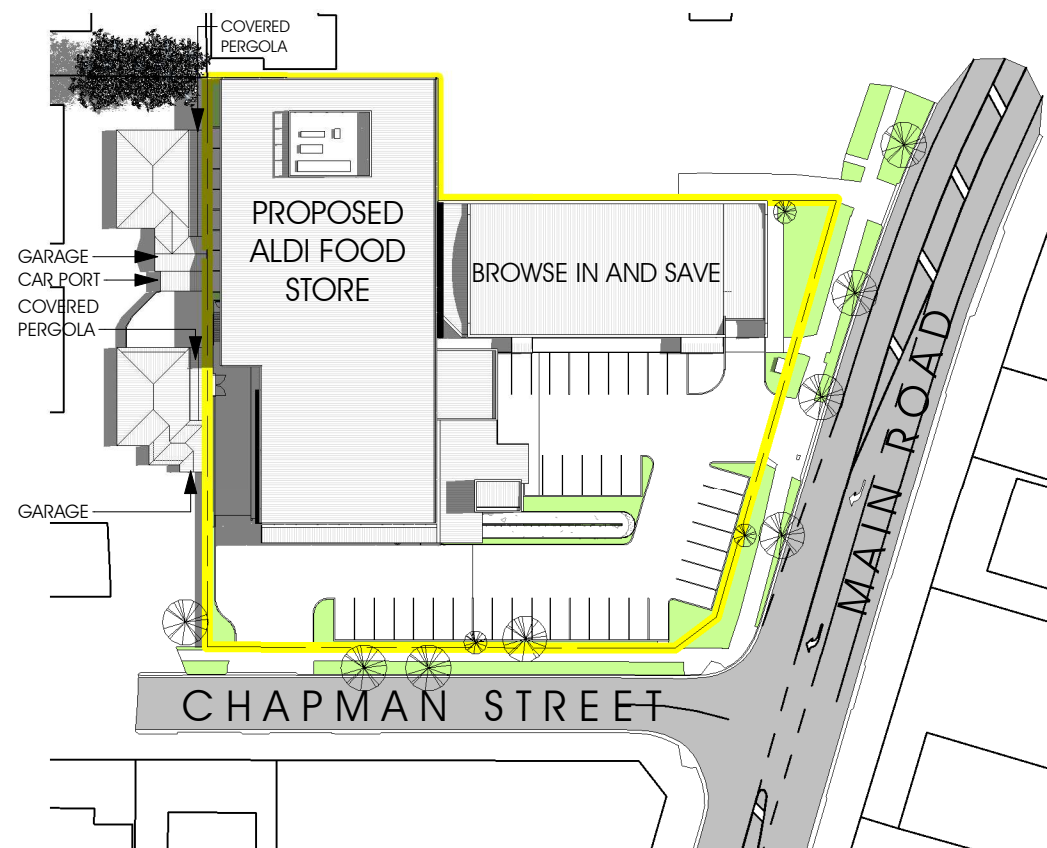 COVERED
PERGOLA
PROPOSED
ALDI FOOD
STORE
BROWSE IN AND SAVE
GARAGE
CAR PORT
COVERED
PERGOLA
GARAGE
MAIN ROAD
CHAPMAN STREET